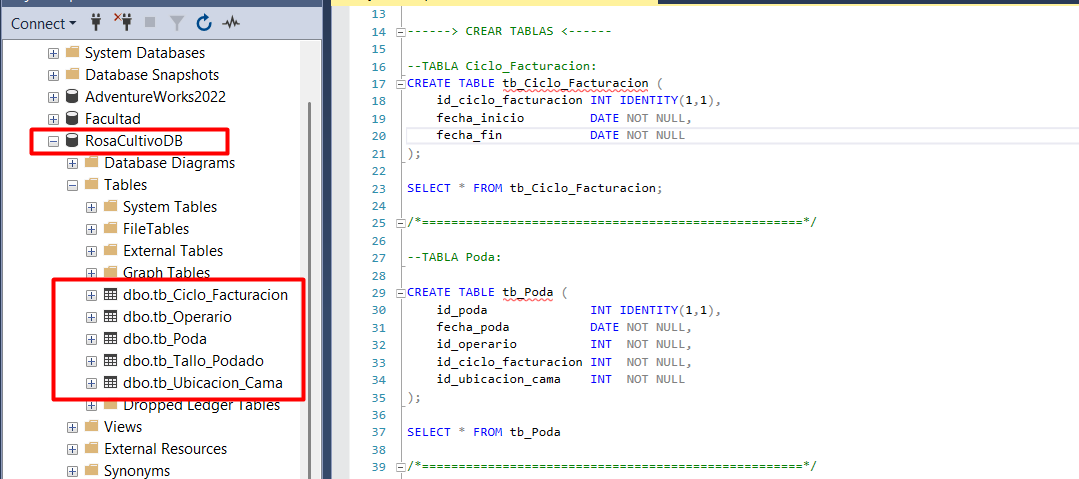 Connect
System Databases
Database Snapshots
AdventureWorks2022
Facultad
RosaCultivoDB
Database Diagrams
Tables
System Tables
FileTables
External Tables
Graph Tables
dbo.tb_Ciclo_Facturacion
dbo.tb_Operario
dbo.tb_Poda
dbo.tb_Tallo_Podado
dbo.tb_Ubicacion_Cama
Dropped Ledger Tables
Views
External Resources
Synonyms
13
14 ------> CREAR TABLAS <------
15
16 --TABLA Ciclo_Facturacion:
17 CREATE TABLE tb_Ciclo_Facturacion (
18 id_ciclo_facturacion INT IDENTITY(1,1),
19 fecha_inicio DATE NOT NULL,
20 fecha_fin DATE NOT NULL
21 );
22
23 SELECT * FROM tb_Ciclo_Facturacion;
24
25 /*====================================================*/
26
27 --TABLA Poda:
28
29 CREATE TABLE tb_Poda (
30 id_poda INT IDENTITY(1,1),
31 fecha_poda DATE NOT NULL,
32 id_operario INT NOT NULL,
33 id_ciclo_facturacion INT NOT NULL,
34 id_ubicacion_cama INT NOT NULL
35 );
36
37 SELECT * FROM tb_Poda
38
39 /*====================================================*/